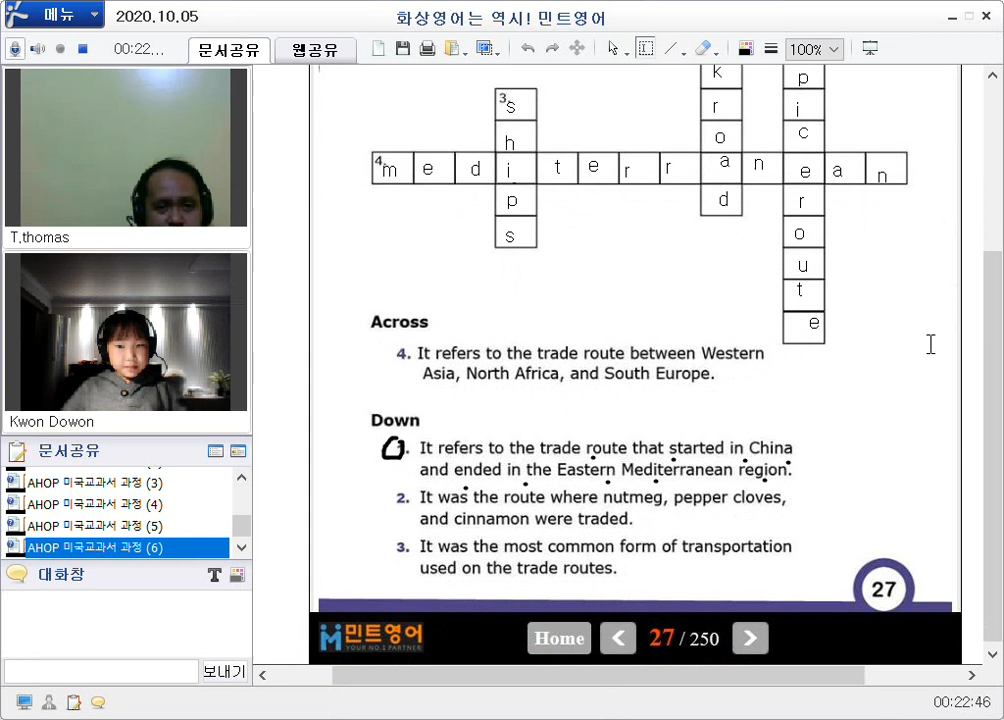 메뉴
2020.10.05
화상영어는 역시! 민트영어
00:22...
문서공유
웹공유
100%
T.thomas
Kwon Dowon
문서공유
AHOP 미국교과서 과정 (3)
AHOP 미국교과서 과정 (4)
AHOP 미국교과서 과정 (5)
AHOP 미국교과서 과정 (6)
대화창
보내기
k
p
3. s
r
i
h
o
c
4. m e d i t e r r a n e a n
p
d
r
s
o
u
t
e
Across
4. It refers to the trade route between Western
Asia, North Africa, and South Europe.
Down
1. It refers to the trade route that started in China
and ended in the Eastern Mediterranean region.
2. It was the route where nutmeg, pepper cloves,
and cinnamon were traded.
3. It was the most common form of transportation
used on the trade routes.
27
민트영어
YOUR NO.1 PARTNER
Home < 27 / 250 >
00:22:46